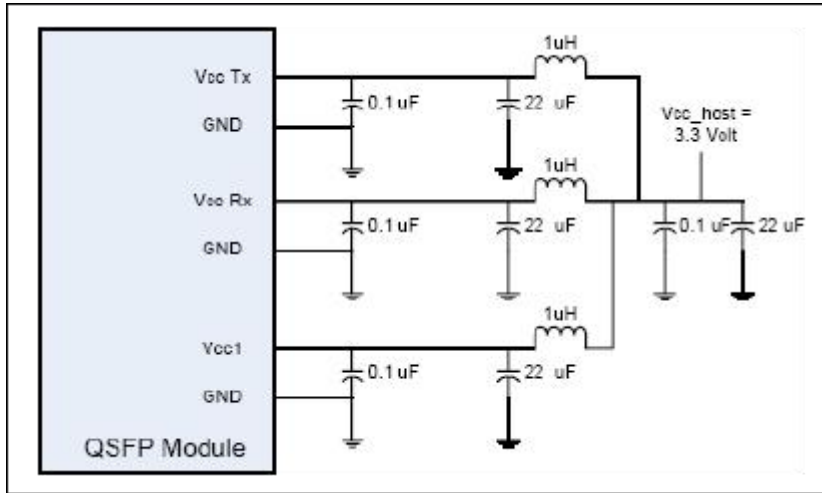 1uH
Vcc Tx
0.1 uF
22 uF
Vcc_host =
3.3 Volt
GND
1uH
Vcc Rx
0.1 uF
22 uF
0.1 uF
22 uF
GND
1uH
Vcc1
0.1 uF
22 uF
GND
QSFP Module